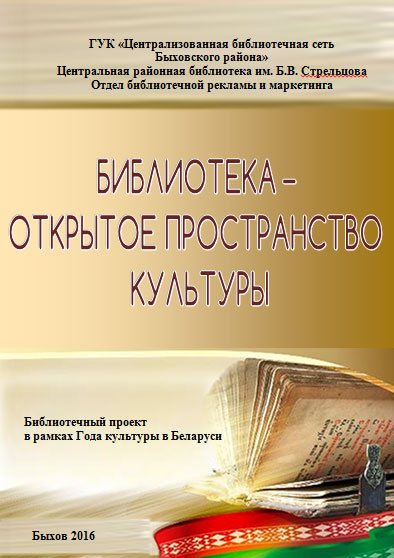 ГУК «Централизованная библиотечная сеть
Быховского района»
Центральная районная библиотека им. Б.В. Стрельцова
Отдел библиотечной рекламы и маркетинга
БИБЛИОТЕКА –
ОТКРЫТОЕ ПРОСТРАНСТВО
КУЛЬТУРЫ
Библиотечный проект
в рамках Года культуры в Беларуси
Быхов 2016